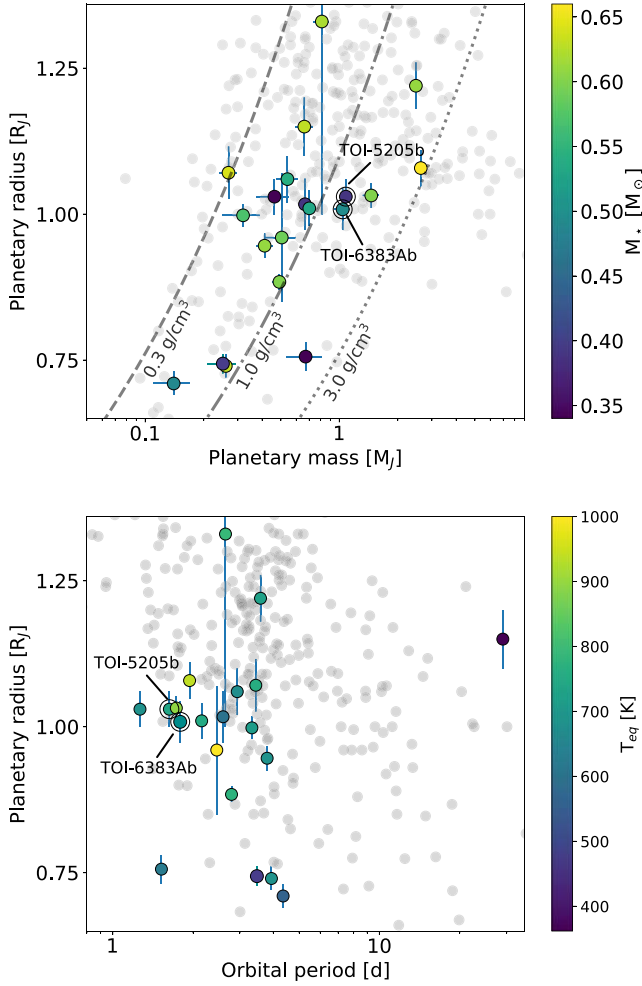 1.25
1.00
0.75
Planetary radius [R_J]
TOI-5205b
TOI-6383Ab
0.3 g/cm³
1.0 g/cm³
3.0 g/cm³
0.1
1
Planetary mass [M_J]
0.65
0.60
0.55
0.50
0.45
0.40
0.35
M⋆ [M⊙]
1.25
1.00
0.75
Planetary radius [R_J]
TOI-5205b
TOI-6383Ab
1
10
Orbital period [d]
1000
900
800
700
600
500
400
T_eq [K]